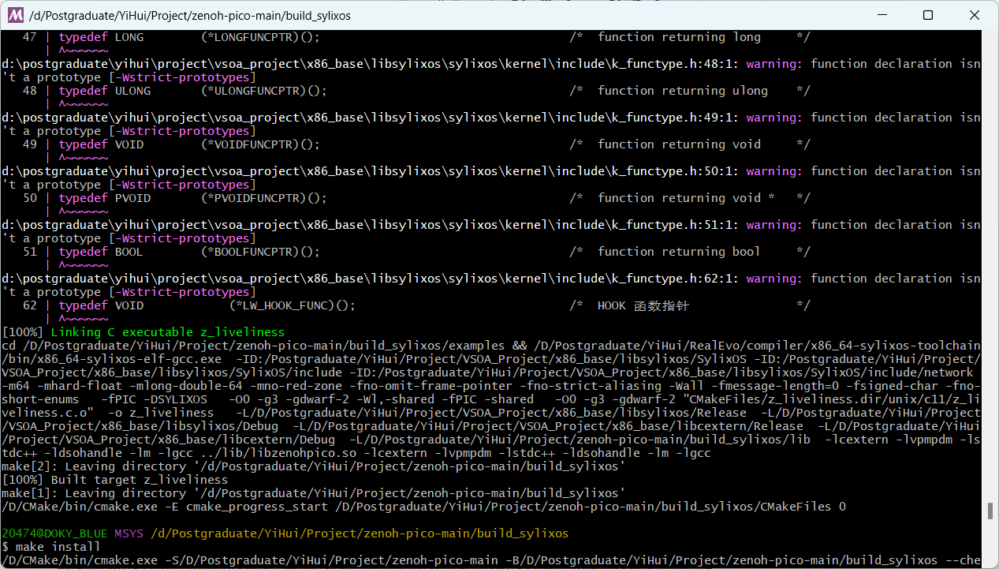 /d/Postgraduate/YiHui/Project/zenoh-pico-main/build_sylixos
47 | typedef LONG (*LONGFUNCPTR)(); /* function returning long */
| ^~~~~~~
d:\postgraduate\yihui\project\vsoa_project\x86_base\libsylixos\sylixos\kernel\include\k_functype.h:48:1: warning: function declaration isn
't a prototype [-Wstrict-prototypes]
48 | typedef ULONG (*ULONGFUNCPTR)(); /* function returning ulong */
| ^~~~~~~
d:\postgraduate\yihui\project\vsoa_project\x86_base\libsylixos\sylixos\kernel\include\k_functype.h:49:1: warning: function declaration isn
't a prototype [-Wstrict-prototypes]
49 | typedef VOID (*VOIDFUNCPTR)(); /* function returning void */
| ^~~~~~~
d:\postgraduate\yihui\project\vsoa_project\x86_base\libsylixos\sylixos\kernel\include\k_functype.h:50:1: warning: function declaration isn
't a prototype [-Wstrict-prototypes]
50 | typedef PVOID (*PVOIDFUNCPTR)(); /* function returning void * */
| ^~~~~~~
d:\postgraduate\yihui\project\vsoa_project\x86_base\libsylixos\sylixos\kernel\include\k_functype.h:51:1: warning: function declaration isn
't a prototype [-Wstrict-prototypes]
51 | typedef BOOL (*BOOLFUNCPTR)(); /* function returning bool */
| ^~~~~~~
d:\postgraduate\yihui\project\vsoa_project\x86_base\libsylixos\sylixos\kernel\include\k_functype.h:62:1: warning: function declaration isn
't a prototype [-Wstrict-prototypes]
62 | typedef VOID (*LW_HOOK_FUNC)(); /* HOOK 函数指针 */
| ^~~~~~~
[100%] Linking C executable z_liveliness
cd /D/Postgraduate/YiHui/Project/zenoh-pico-main/build_sylixos/examples && /D/Postgraduate/YiHui/RealEvo/compiler/x86_64-sylixos-toolchain
/bin/x86_64-sylixos-elf-gcc.exe -ID:/Postgraduate/YiHui/Project/VSOA_Project/x86_base/libsylixos/SylixOS -ID:/Postgraduate/YiHui/Project/
VSOA_Project/x86_base/libsylixos/SylixOS/include -ID:/Postgraduate/YiHui/Project/VSOA_Project/x86_base/libsylixos/SylixOS/include/network
-m64 -mhard-float -mlong-double-64 -mno-red-zone -fno-omit-frame-pointer -fno-strict-aliasing -Wall -fmessage-length=0 -fsigned-char -fno-
short-enums -fPIC -DSYLIXOS -O0 -g3 -gdwarf-2 -Wl,-shared -fPIC -shared -O0 -g3 -gdwarf-2 "CMakeFiles/z_liveliness.dir/unix/c11/z_li
veliness.c.o" -o z_liveliness -L/D/Postgraduate/YiHui/Project/VSOA_Project/x86_base/libsylixos/Release -L/D/Postgraduate/YiHui/Project
/VSOA_Project/x86_base/libsylixos/Debug -L/D/Postgraduate/YiHui/Project/VSOA_Project/x86_base/libcextern/Release -L/D/Postgraduate/YiHui
/Project/VSOA_Project/x86_base/libcextern/Debug -L/D/Postgraduate/YiHui/Project/zenoh-pico-main/build_sylixos/lib -lcextern -lvpmpdm -ls
tdc++ -ldsohandle -lm -lgcc ../lib/libzenohpico.so -lcextern -lvpmpdm -lstdc++ -ldsohandle -lm -lgcc
make[2]: Leaving directory '/d/Postgraduate/YiHui/Project/zenoh-pico-main/build_sylixos'
[100%] Built target z_liveliness
make[1]: Leaving directory '/d/Postgraduate/YiHui/Project/zenoh-pico-main/build_sylixos'
/D/CMake/bin/cmake.exe -E cmake_progress_start /D/Postgraduate/YiHui/Project/zenoh-pico-main/build_sylixos/CMakeFiles 0
20474@DOKY_BLUE MSYS /d/Postgraduate/YiHui/Project/zenoh-pico-main/build_sylixos
$ make install
/D/CMake/bin/cmake.exe -S/D/Postgraduate/YiHui/Project/zenoh-pico-main -B/D/Postgraduate/YiHui/Project/zenoh-pico-main/build_sylixos --che